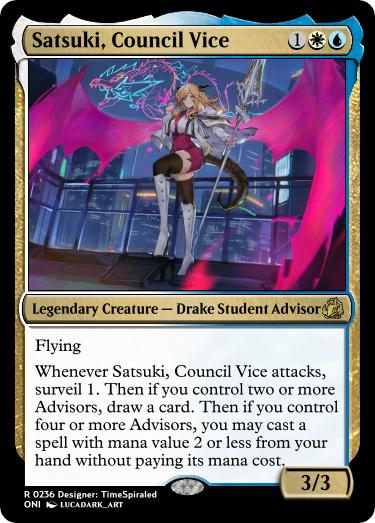 Satsuki, Council Vice 1
Legendary Creature — Drake Student Advisor
Flying
Whenever Satsuki, Council Vice attacks,
surveil 1. Then if you control two or more
Advisors, draw a card. Then if you control
four or more Advisors, you may cast a
spell with mana value 2 or less from your
hand without paying its mana cost.
3/3
R 0236 Designer: TimeSpiraled
ONI LUCADARK_ART